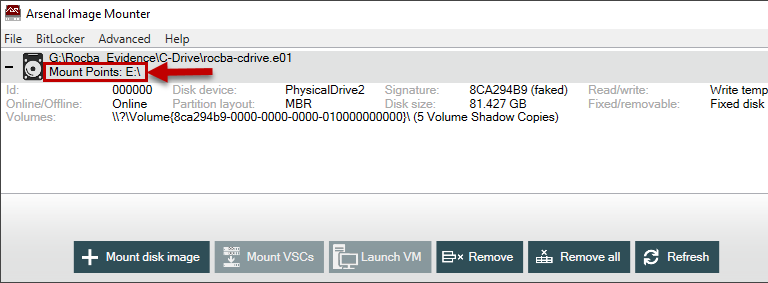 Arsenal Image Mounter
File BitLocker Advanced Help
G:\Rocba_Evidence\C-Drive\rocba-cdrive.e01
Mount Points: E:\
Id: 000000 Disk device: PhysicalDrive2 Signature: 8CA294B9 (faked) Read/write: Write temp
Online/Offline: Online Partition layout: MBR Disk size: 81.427 GB Fixed/removable: Fixed disk
Volumes: \\?\Volume{8ca294b9-0000-0000-0000-010000000000}\ (5 Volume Shadow Copies)
Mount disk image Mount VSCs Launch VM Remove Remove all Refresh